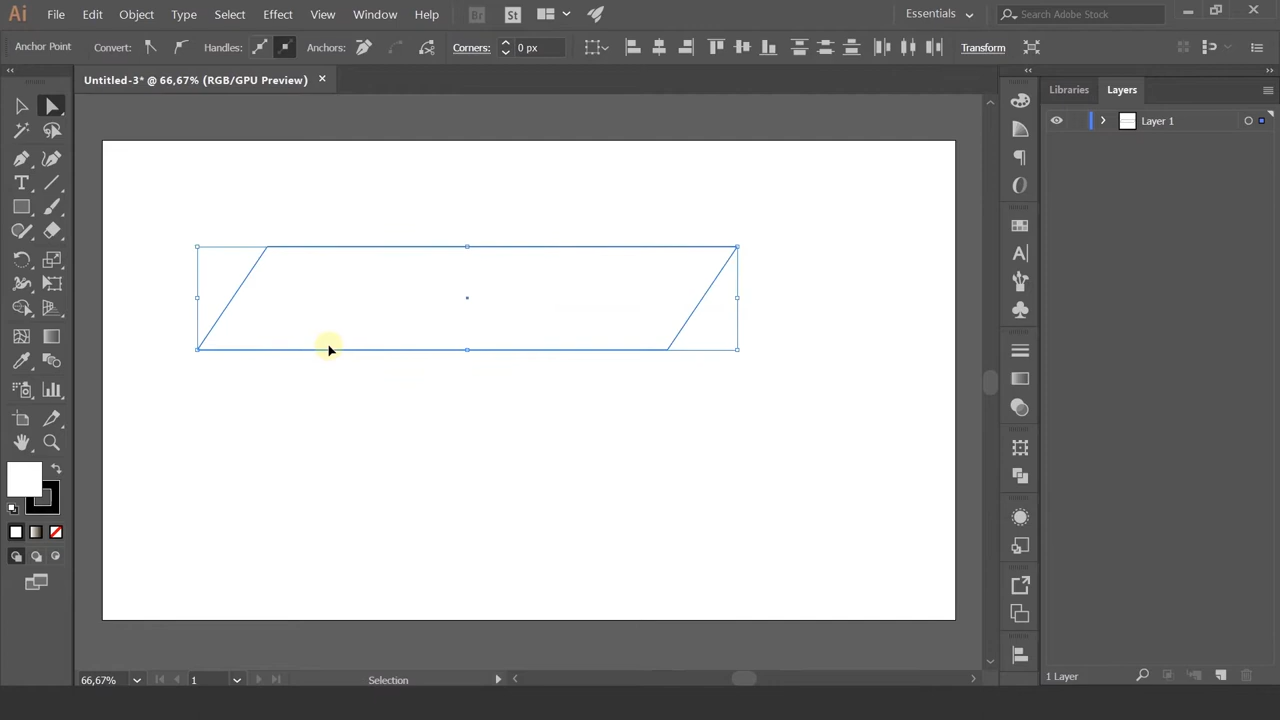 Ai File Edit Object Type Select Effect View Window Help Br St Essentials Search Adobe Stock
Anchor Point Convert: Handles: Anchors: Corners: 0 px Transform
Untitled-3* @ 66,67% (RGB/GPU Preview) ×
Libraries Layers
Layer 1
66,67% 1 Selection
1 Layer